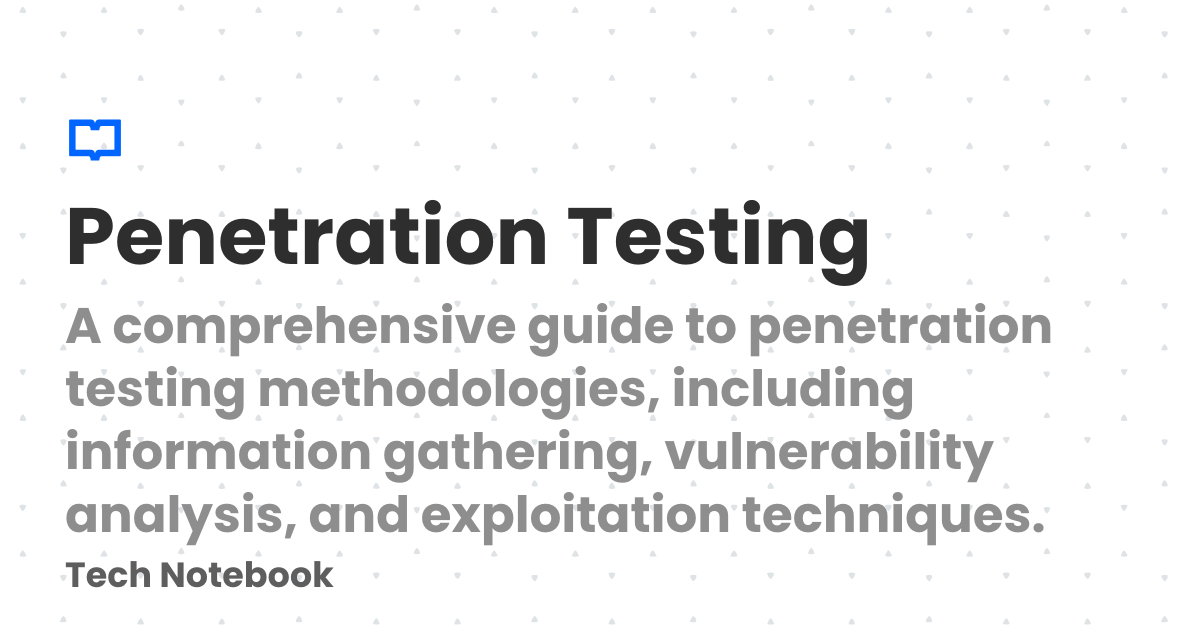 Penetration Testing
A comprehensive guide to penetration
testing methodologies, including
information gathering, vulnerability
analysis, and exploitation techniques.
Tech Notebook